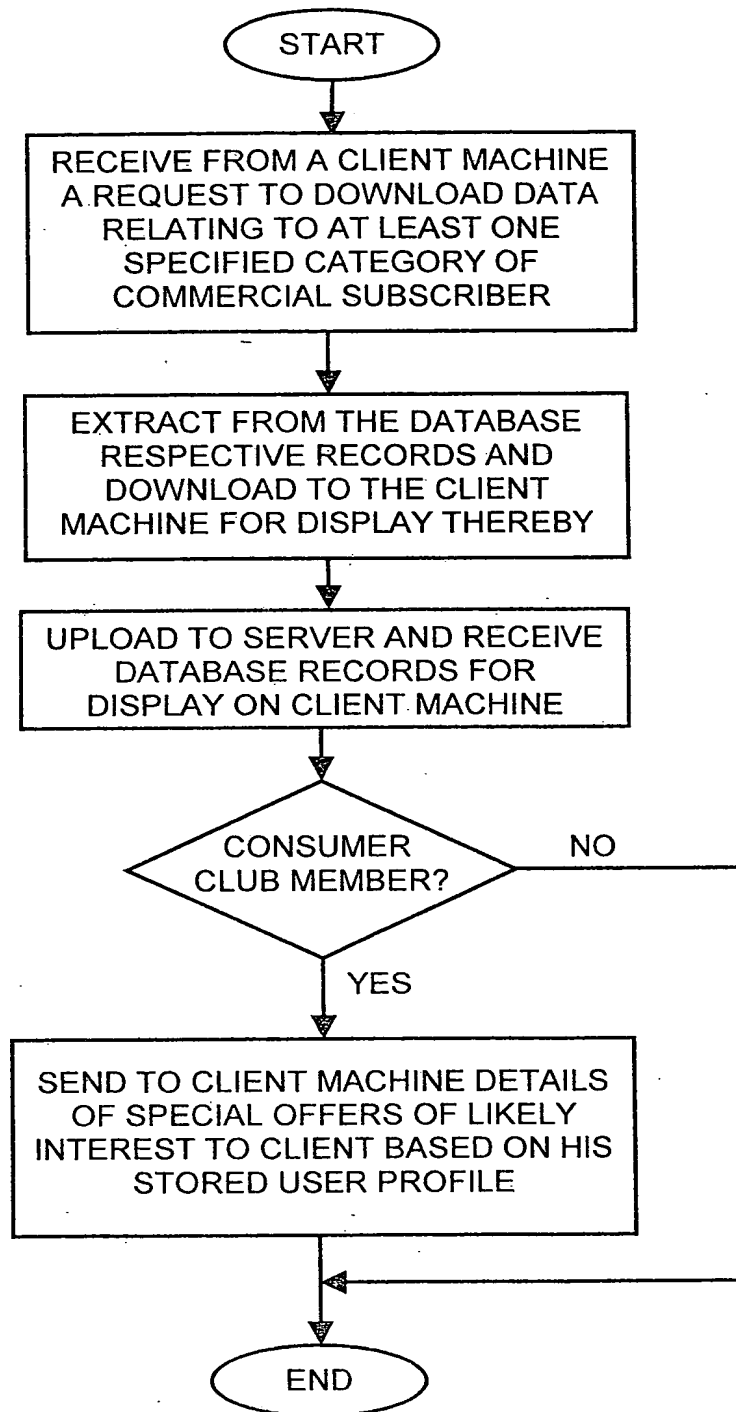 START
RECEIVE FROM A CLIENT MACHINE
A REQUEST TO DOWNLOAD DATA
RELATING TO AT LEAST ONE
SPECIFIED CATEGORY OF
COMMERCIAL SUBSCRIBER
EXTRACT FROM THE DATABASE
RESPECTIVE RECORDS AND
DOWNLOAD TO THE CLIENT
MACHINE FOR DISPLAY THEREBY
UPLOAD TO SERVER AND RECEIVE
DATABASE RECORDS FOR
DISPLAY ON CLIENT MACHINE
CONSUMER
CLUB MEMBER?
NO
YES
SEND TO CLIENT MACHINE DETAILS
OF SPECIAL OFFERS OF LIKELY
INTEREST TO CLIENT BASED ON HIS
STORED USER PROFILE
END